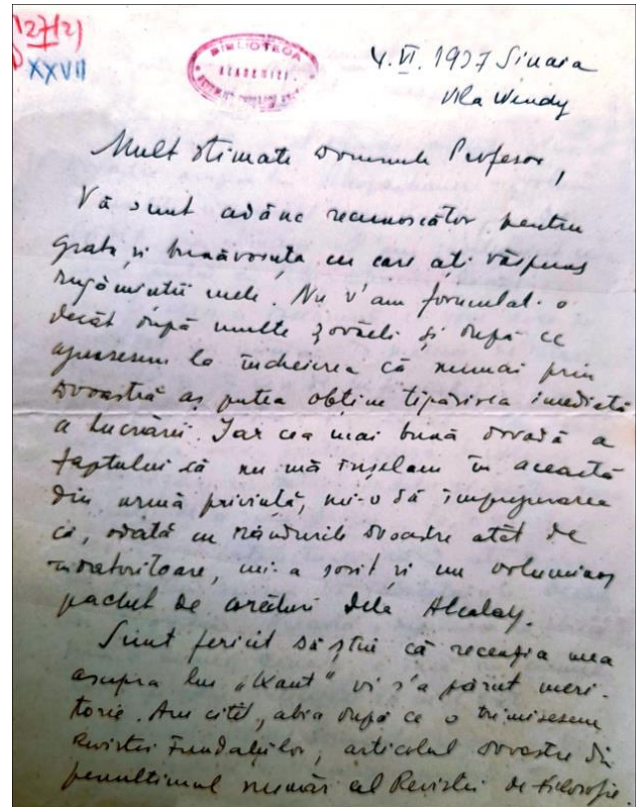 127(2)
XXVII
BIBLIOTECA
ACADEMIEI
4.VI.1937 Sinaia
Vila Wendy
Mult stimate Domnule Profesor,
Vă sunt adânc recunoscător pentru
grația și bunăvoința cu care ați răspuns
rugăminții mele. Nu v'am formulat-o
decât după multe zovăeli și după ce
ajunsesem la încheierea că numai prin
Dvoastră aș putea obține tipărirea imediată
a lucrării. Iar cea mai bună dovadă a
faptului că nu mă înșelam în această
din urmă privință, mi-o dă împrejurarea
că, odată cu rândurile Dvoastre atât de
îndatoritoare, mi-a sosit și un voluminos
pachet de corecturi dela Alcalay.
Sunt fericit să știu că recenzia mea
asupra lui „Kant" vi s'a părut meri-
torie. Am citit, abia după ce o trimisesem
Revistei Fundațiilor, articolul Dvoastre din
penultimul număr al Revistei de Filosofie